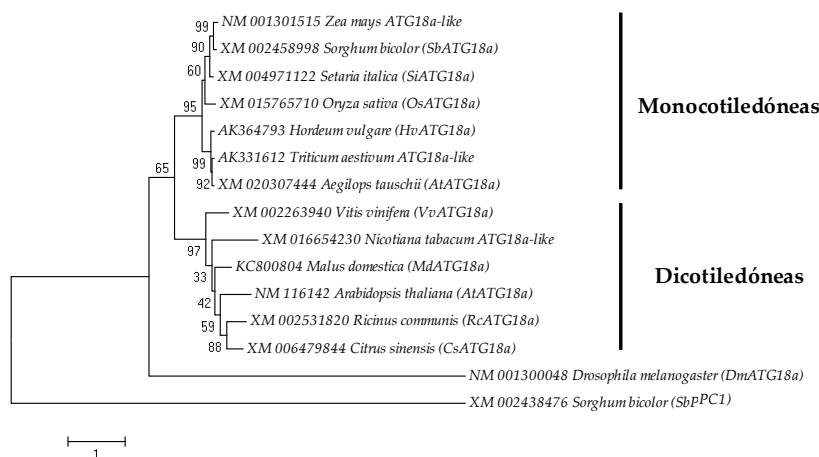 NM 001301515 Zea mays ATG18a-like
99
XM 002458998 Sorghum bicolor (SbATG18a)
90
XM 004971122 Setaria italica (SiATG18a)
60
XM 015765710 Oryza sativa (OsATG18a)
95
Monocotiledóneas
AK364793 Hordeum vulgare (HvATG18a)
AK331612 Triticum aestivum ATG18a-like
99
65
XM 020307444 Aegilops tauschii (AtATG18a)
92
XM 002263940 Vitis vinifera (VvATG18a)
XM 016654230 Nicotiana tabacum ATG18a-like
97
KC800804 Malus domestica (MdATG18a)
33
Dicotiledóneas
NM 116142 Arabidopsis thaliana (AtATG18a)
42
XM 002531820 Ricinus communis (RcATG18a)
59
XM 006479844 Citrus sinensis (CsATG18a)
88
NM 001300048 Drosophila melanogaster (DmATG18a)
XM 002438476 Sorghum bicolor (SbPPC1)
1